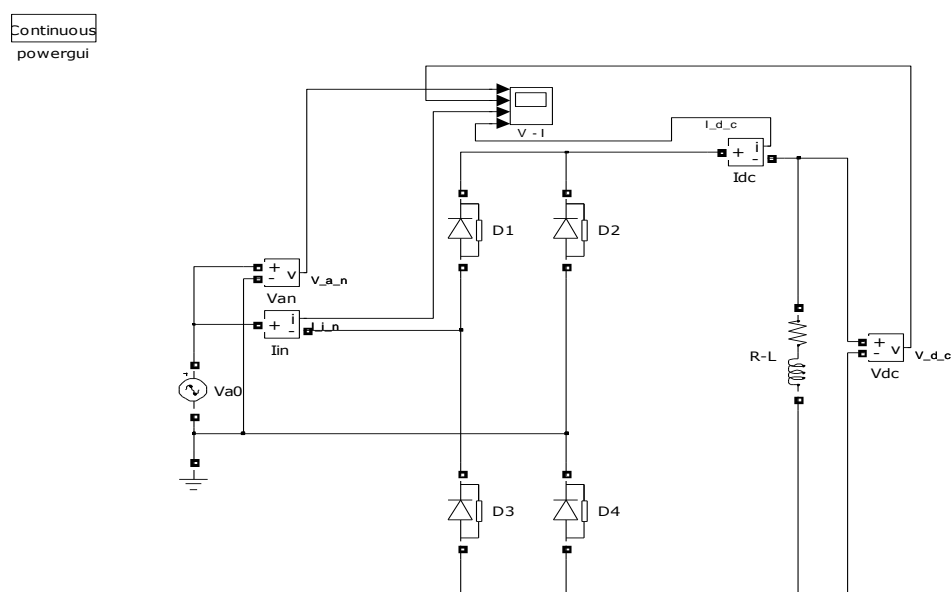 Continuous
powergui
V - I
I_d_c
+ i -
Idc
D1
D2
+ - v
V_a_n
Van
+ i -
I_i_n
Iin
R-L
+ - v
V_d_c
Vdc
Va0
D3
D4